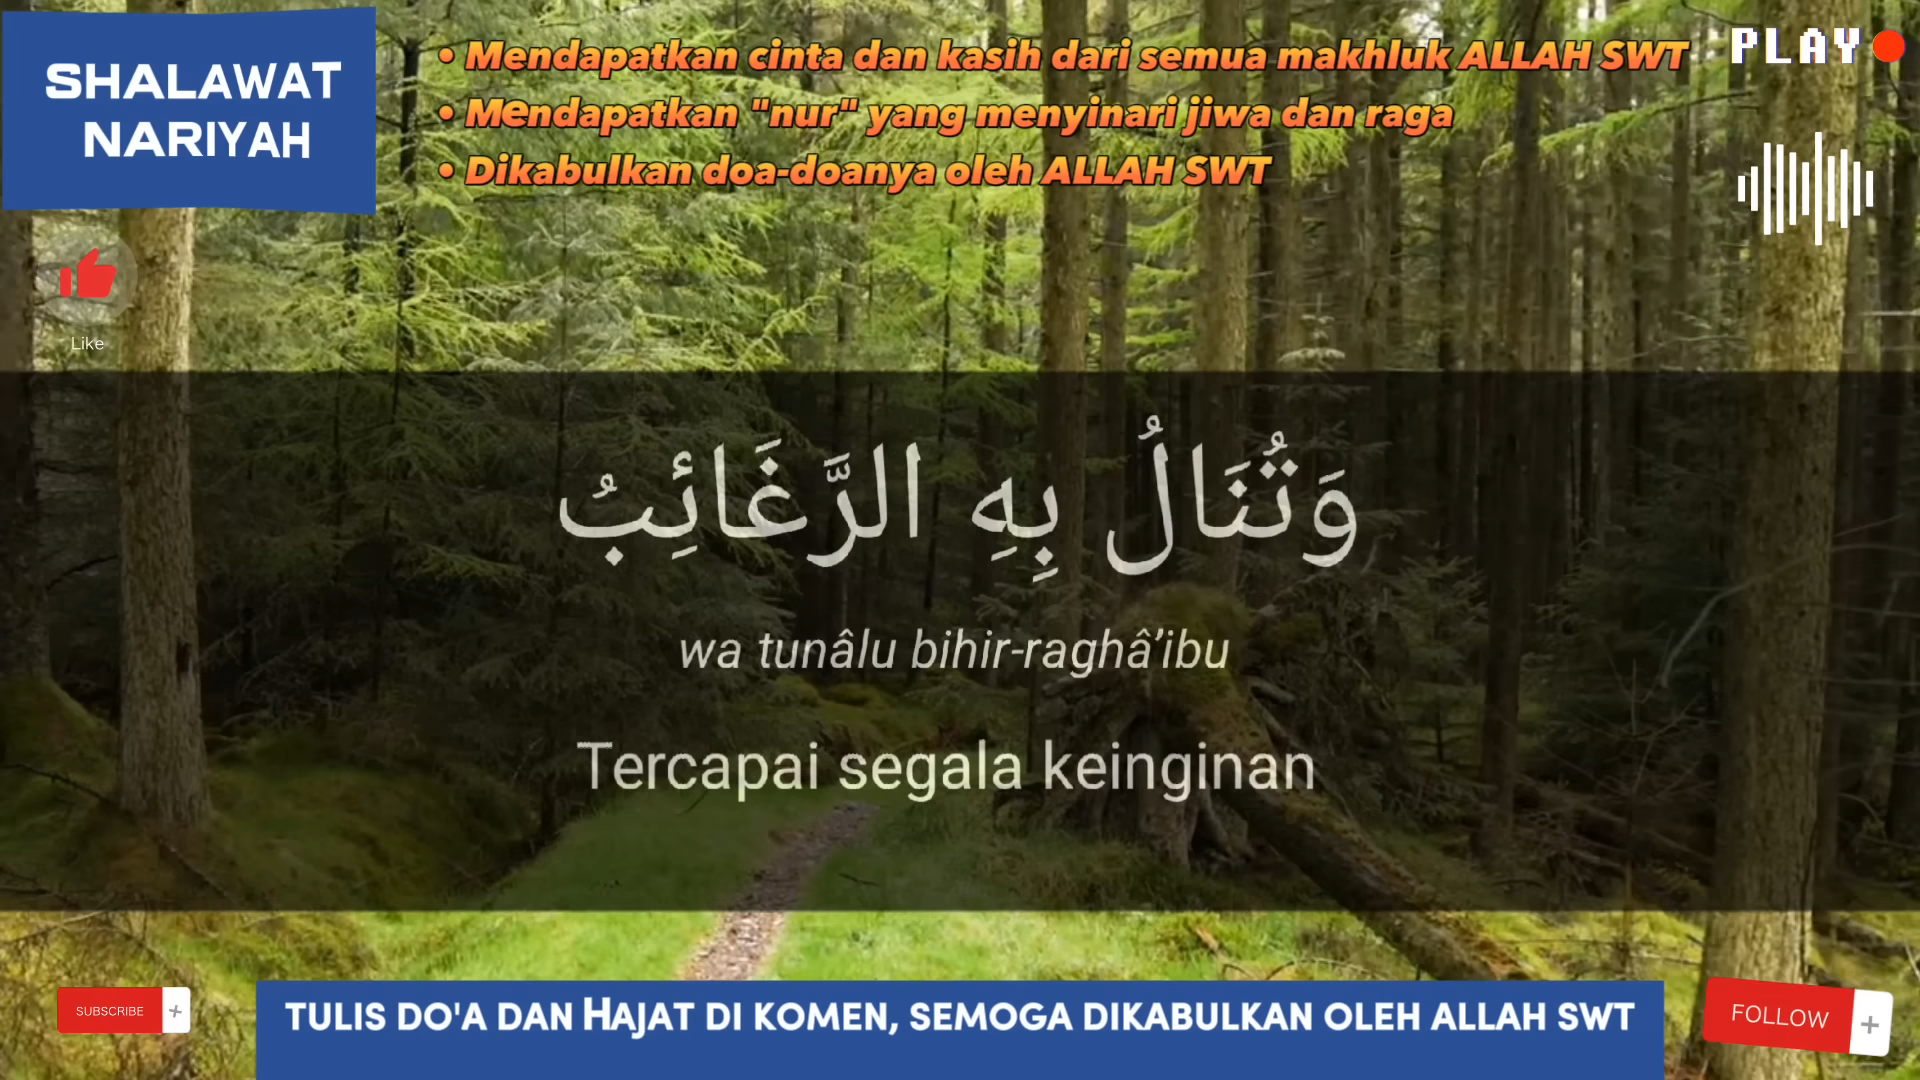 SHALAWAT
NARIYAH
• Mendapatkan cinta dan kasih dari semua makhluk ALLAH SWT
• Mendapatkan "nur" yang menyinari jiwa dan raga
• Dikabulkan doa-doanya oleh ALLAH SWT
PLAY
Like
وَتُنَالُ بِهِ الرَّغَائِبُ
wa tunâlu bihir-raghâ’ibu
Tercapai segala keinginan
SUBSCRIBE +
TULIS DO'A DAN HAJAT DI KOMEN, SEMOGA DIKABULKAN OLEH ALLAH SWT
FOLLOW +